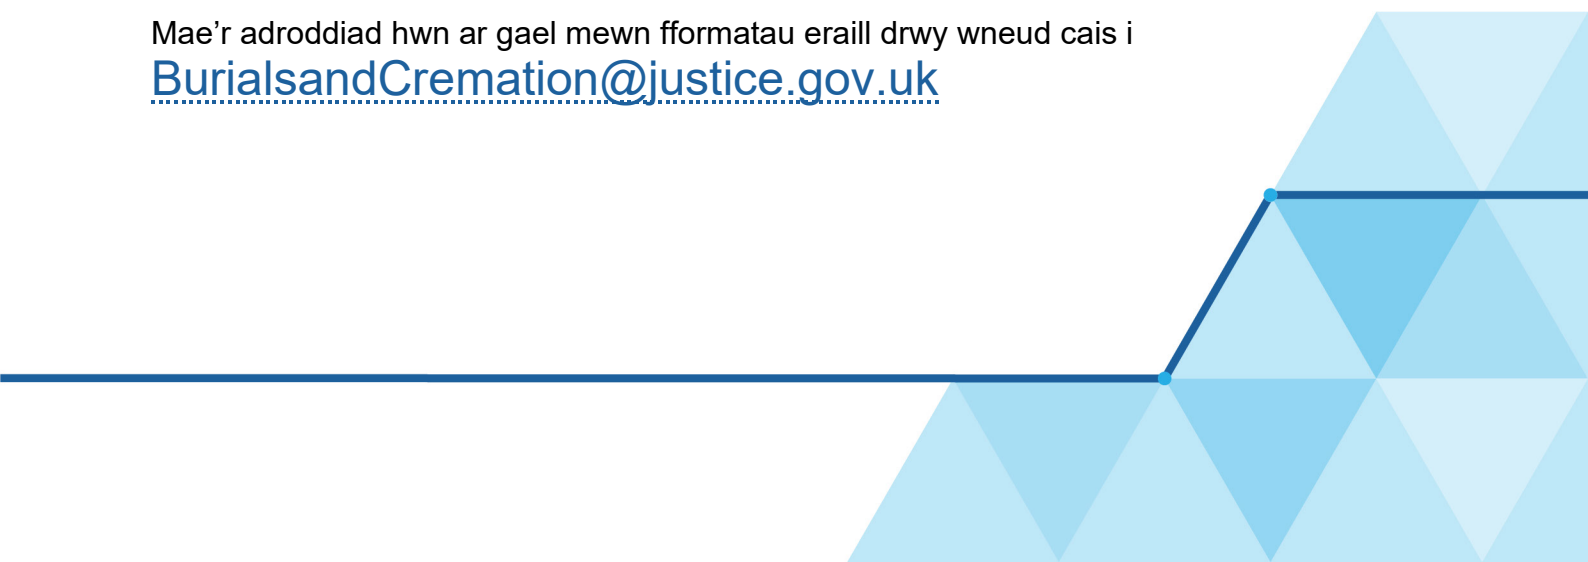 Mae’r adroddiad hwn ar gael mewn fformatau eraill drwy wneud cais i
BurialsandCremation@justice.gov.uk